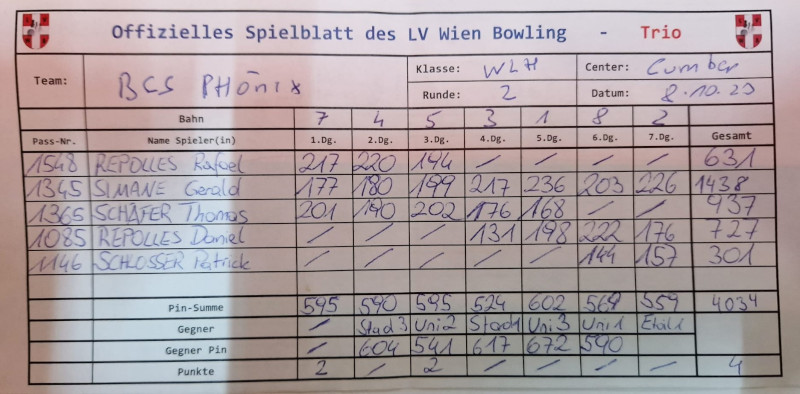 Offizielles Spielblatt des LV Wien Bowling - Trio
Team: BCS PHÖNIX Klasse: WLH Center: Cumber
Runde: 2 Datum: 8.10.23
Bahn 7 4 5 3 1 8 2
Pass-Nr. Name Spieler(in) 1.Dg. 2.Dg. 3.Dg. 4.Dg. 5.Dg. 6.Dg. 7.Dg. Gesamt
1548 REPOLLES Rafael 217 220 194 / / / / 631
1345 SIMANE Gerald 177 180 199 217 236 203 226 1438
1365 SCHÄFER Thomas 201 190 202 176 168 / / 937
1085 REPOLLES Daniel / / / 131 198 222 176 727
1146 SCHLOSSER Patrick / / / / / 144 157 301
Pin-Summe 595 590 595 524 602 569 559 4034
Gegner / Stad3 Uni2 Stad1 Uni3 Uni1
Gegner Pin / 604 541 617 672 590
Punkte 2 / 2 / / / / 4